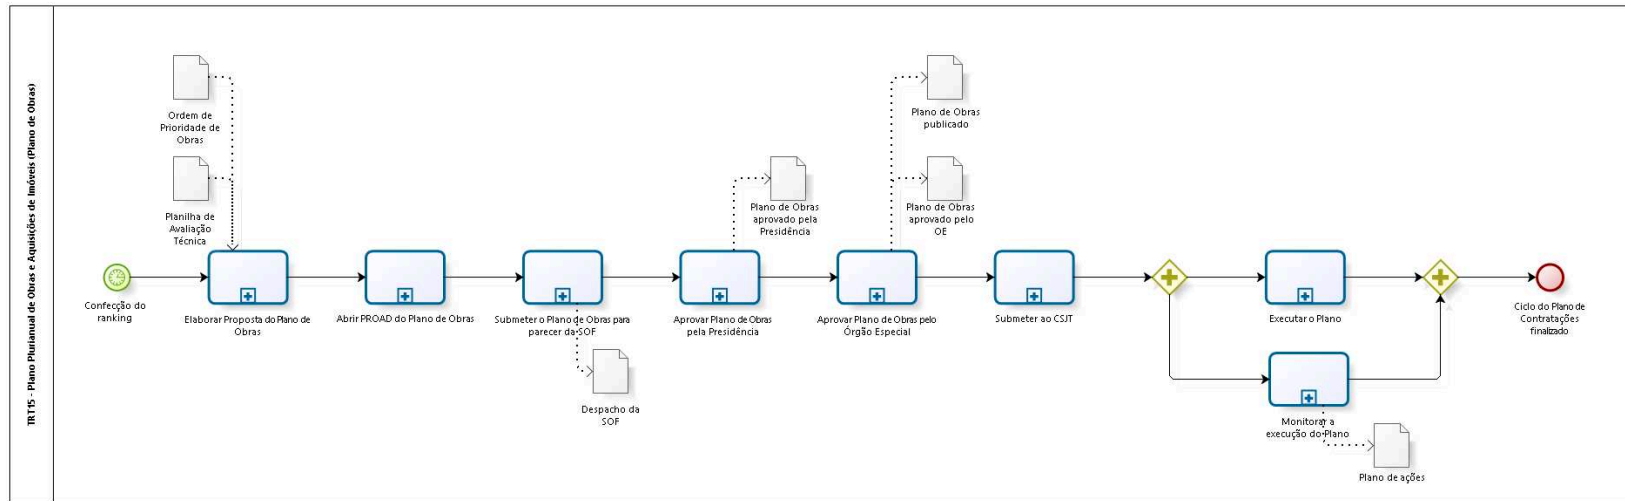 TRT15 - Plano Plurianual de Obras e Aquisições de Imóveis (Plano de Obras)
Ordem de
Prioridade de
Obras
Planilha de
Avaliação
Técnica
Confecção do
ranking
Elaborar Proposta do Plano de
Obras
Abrir PROAD do Plano de Obras
Submeter o Plano de Obras para
parecer da SOF
Despacho da
SOF
Plano de Obras
aprovado pela
Presidência
Aprovar Plano de Obras
pela Presidência
Plano de Obras
publicado
Plano de Obras
aprovado pelo
OE
Aprovar Plano de Obras pelo
Órgão Especial
Submeter ao CSJT
Executar o Plano
Monitorar a
execução do Plano
Plano de ações
Ciclo do Plano de
Contratações
finalizado